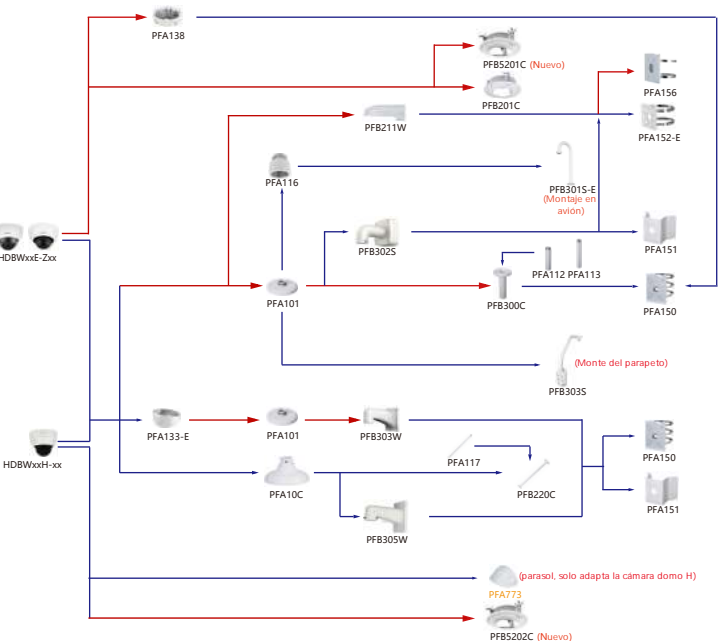 PFA138
PFB5201C (Nuevo)
PFB201C
PFA156
PFB211W
PFA152-E
PFA116
PFB301S-E
(Montaje en
avión)
HDBWxxE-Zxx
PFB302S
PFA151
PFA112 PFA113
PFA101
PFB300C
PFA150
(Monte del parapeto)
PFB303S
PFA133-E
PFA101
PFB303W
PFA150
HDBWxxH-xx
PFA117
PFA10C
PFB220C
PFA151
PFB305W
(parasol, solo adapta la cámara domo H)
PFA773
PFB5202C (Nuevo)